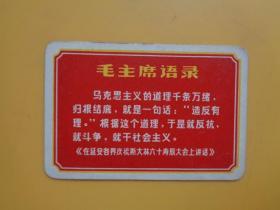 毛主席语录
马克思主义的道理千条万绪，
归根结底，就是一句话：“造反有
理。”根据这个道理，于是就反抗，
就斗争，就干社会主义。
《在延安各界庆祝斯大林六十寿辰大会上讲话》